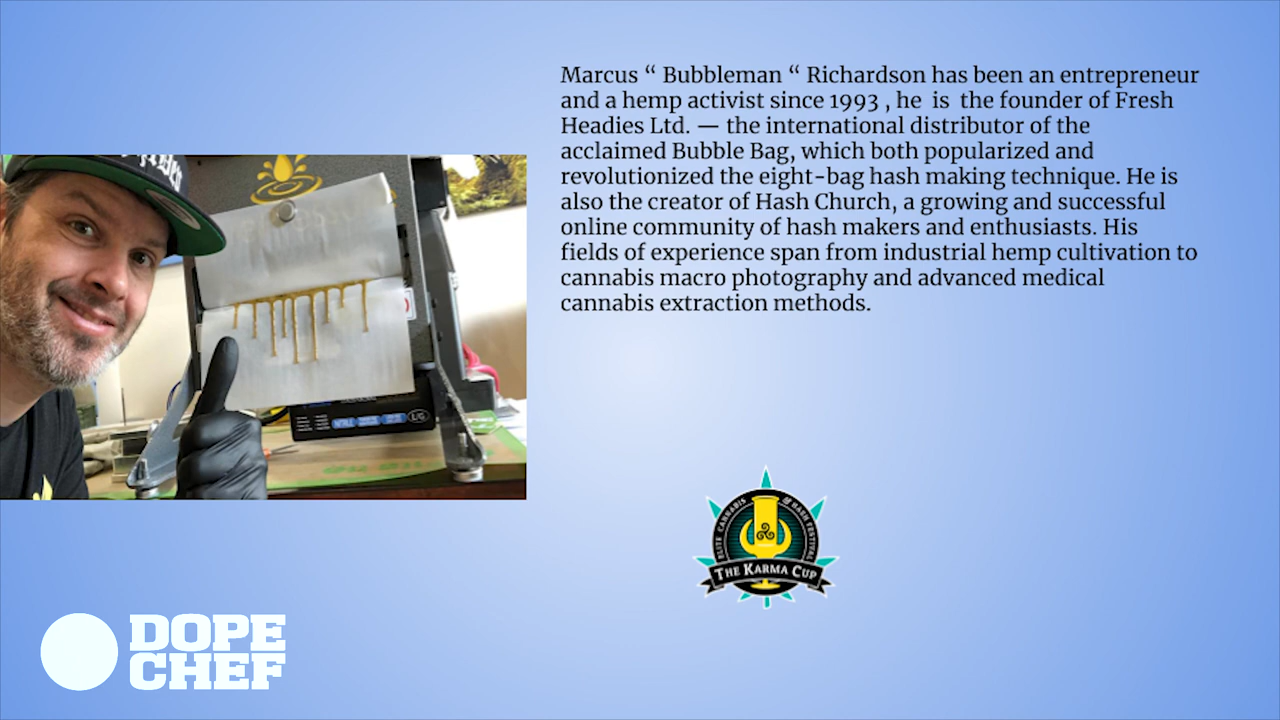 Marcus “ Bubbleman “ Richardson has been an entrepreneur
and a hemp activist since 1993 , he is the founder of Fresh
Headies Ltd. — the international distributor of the
acclaimed Bubble Bag, which both popularized and
revolutionized the eight-bag hash making technique. He is
also the creator of Hash Church, a growing and successful
online community of hash makers and enthusiasts. His
fields of experience span from industrial hemp cultivation to
cannabis macro photography and advanced medical
cannabis extraction methods.
L/G
ELITE CANNABIS & HASH FESTIVAL
THE KARMA CUP
DOPE
CHEF